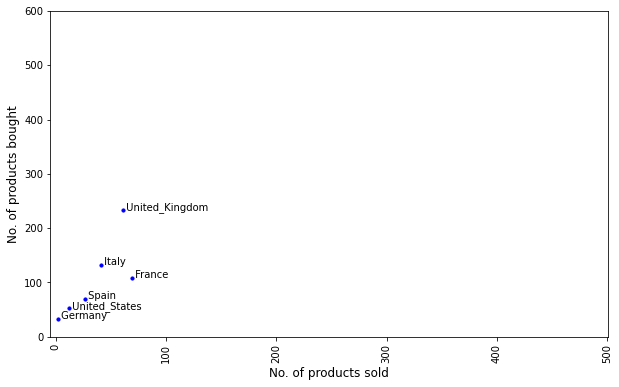 600
500
400
300
200
100
0
No. of products bought
United_Kingdom
Italy
France
Spain
United_States
Germany
0
100
200
300
400
500
No. of products sold